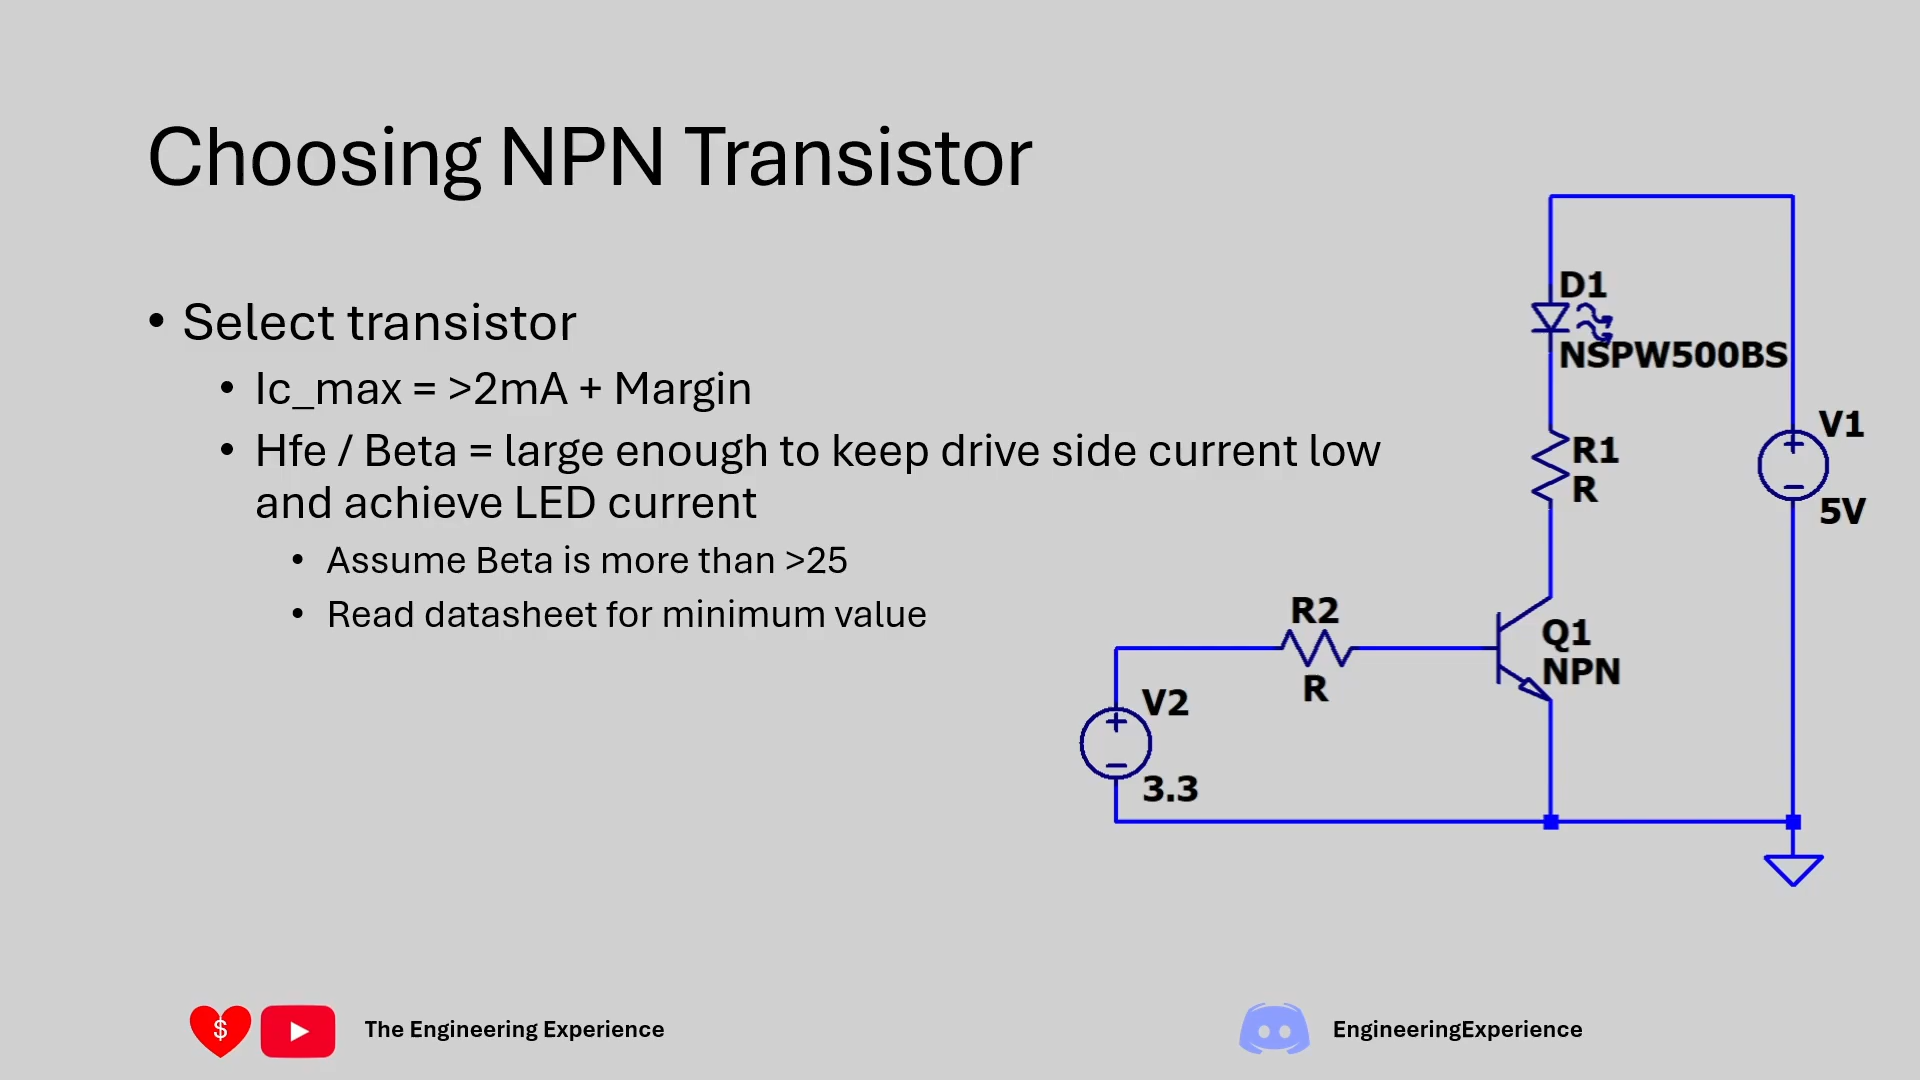 Choosing NPN Transistor
• Select transistor
• Ic_max = >2mA + Margin
• Hfe / Beta = large enough to keep drive side current low
and achieve LED current
• Assume Beta is more than >25
• Read datasheet for minimum value
D1
NSPW500BS
R1
R
V1
5V
R2
R
Q1
NPN
V2
3.3
$
The Engineering Experience
EngineeringExperience